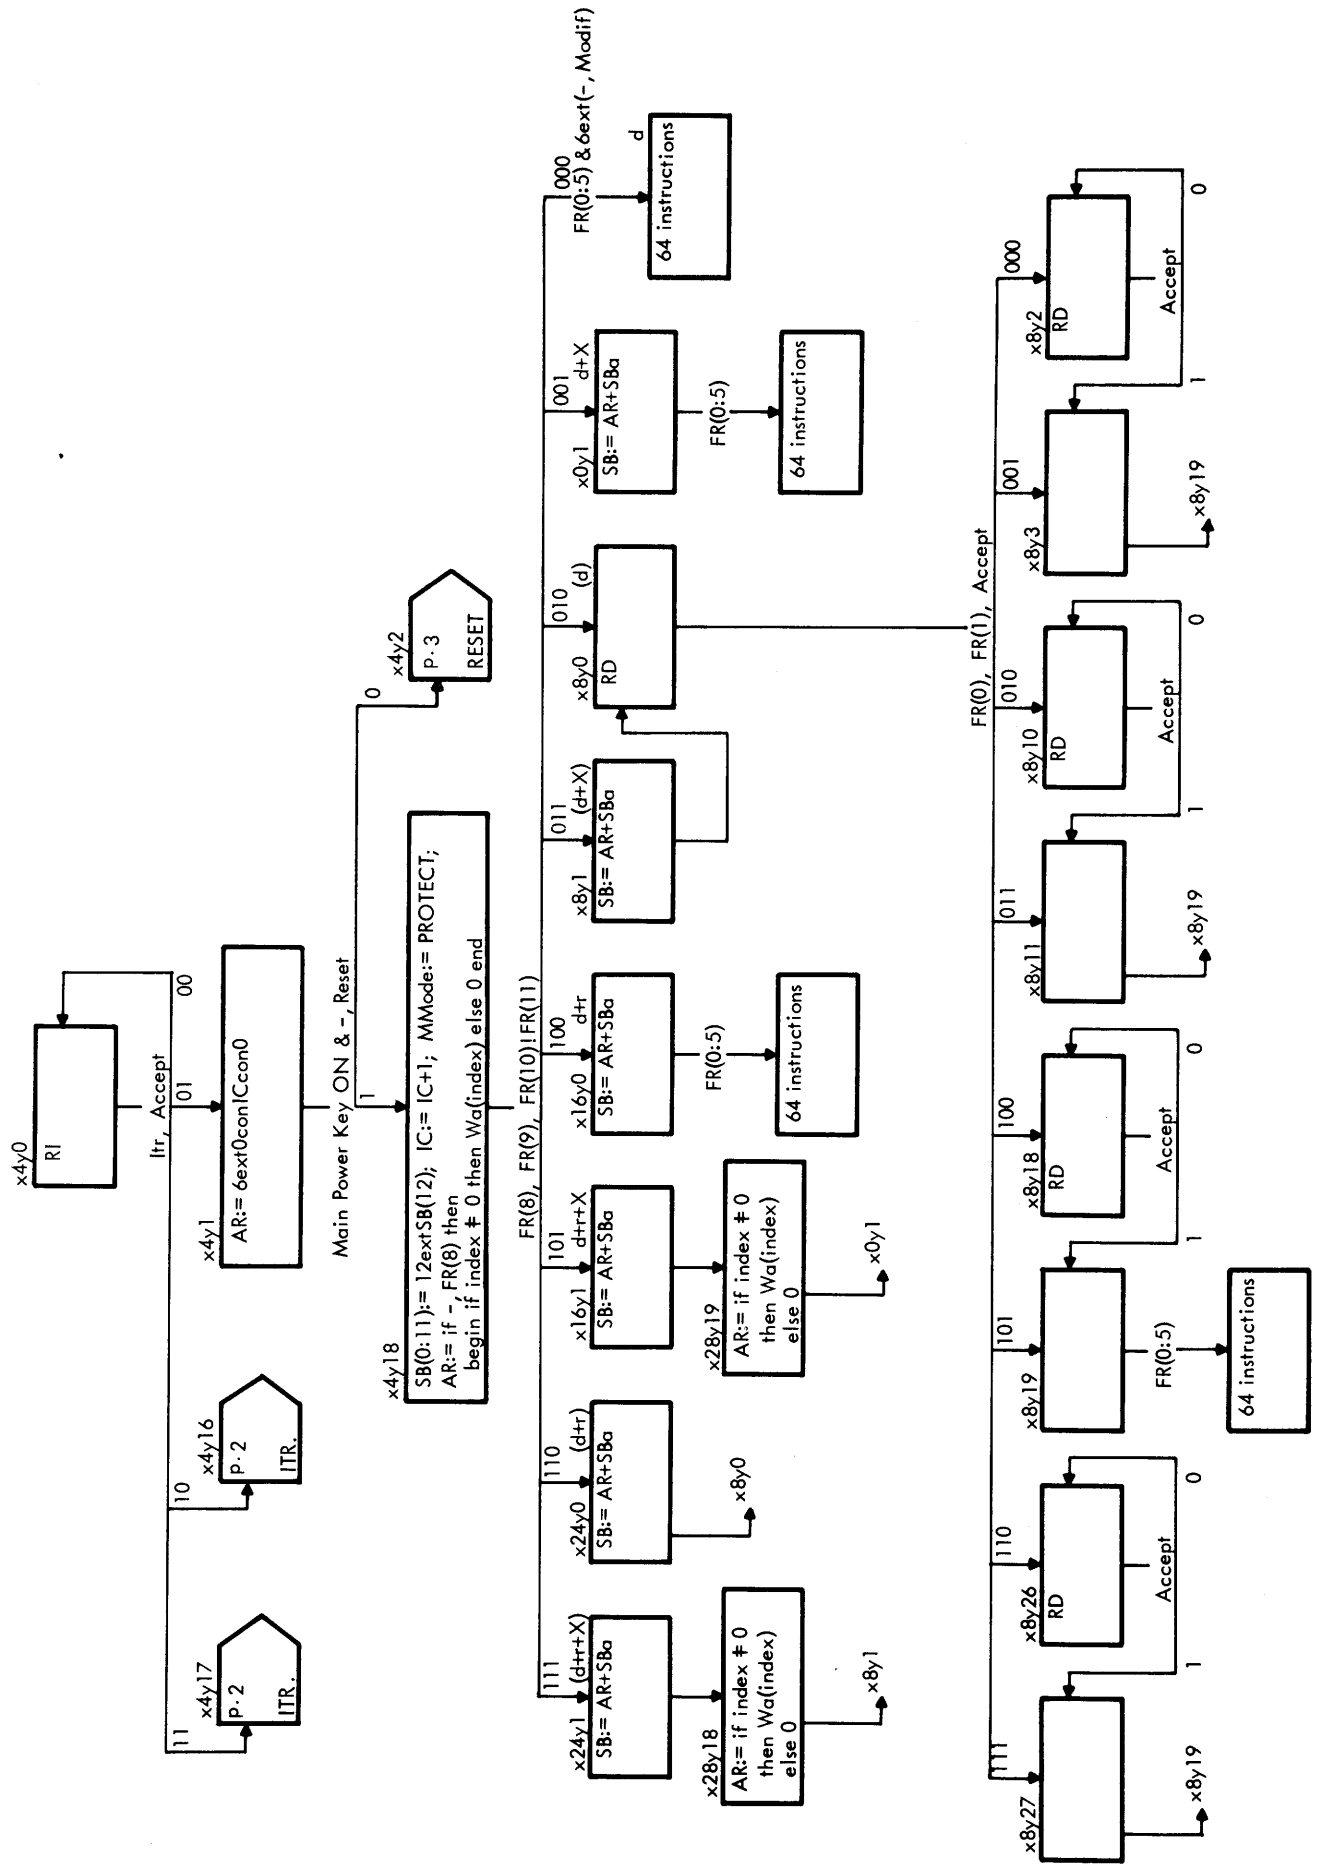 x4y0
RI
Itr, Accept
11
10
01
00
x4y17
p. 2
ITR.
x4y16
p. 2
ITR.
x4y1
AR:= 6ext0conICcon0
Main Power Key ON & -, Reset
1
0
x4y2
p. 3
RESET
x4y18
SB(0:11):= 12extSB(12); IC:= IC+1; MMode:= PROTECT;
AR:= if -, FR(8) then
begin if index ≠ 0 then Wa(index) else 0 end
FR(8), FR(9), FR(10)!FR(11)
111
(d+r+X)
x24y1
SB:= AR+SBa
x28y18
AR:= if index ≠ 0
then Wa(index)
else 0
x8y1
110
(d+r)
x24y0
SB:= AR+SBa
x8y0
101
d+r+X
x16y1
SB:= AR+SBa
x28y19
AR:= if index ≠ 0
then Wa(index)
else 0
x0y1
100
d+r
x16y0
SB:= AR+SBa
FR(0:5)
64 instructions
011
(d+X)
x8y1
SB:= AR+SBa
010
(d)
x8y0
RD
001
d+X
x0y1
SB:= AR+SBa
FR(0:5)
64 instructions
000
FR(0:5) & 6ext(-, Modif)
d
64 instructions
FR(0), FR(1), Accept
111
x8y27
x8y19
110
x8y26
RD
Accept
1
0
101
x8y19
FR(0:5)
64 instructions
100
x8y18
RD
Accept
1
0
011
x8y11
x8y19
010
x8y10
RD
Accept
1
0
001
x8y3
x8y19
000
x8y2
RD
Accept
1
0